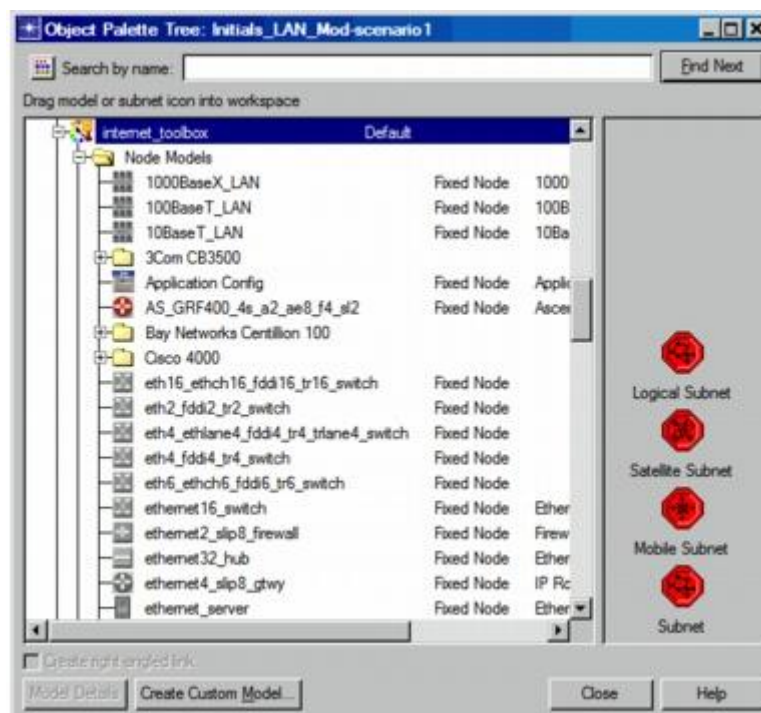 Object Palette Tree: Initials_LAN_Mod-scenario1
Search by name:
Find Next
Drag model or subnet icon into workspace
internet_toolbox Default
Node Models
1000BaseX_LAN Fixed Node 1000
100BaseT_LAN Fixed Node 100B
10BaseT_LAN Fixed Node 10Ba
3Com CB3500
Application Config Fixed Node Applic
AS_GRF400_4s_a2_ae8_f4_sl2 Fixed Node Ascer
Bay Networks Centillion 100
Cisco 4000
eth16_ethch16_fddi16_tr16_switch Fixed Node
eth2_fddi2_tr2_switch Fixed Node
eth4_ethlane4_fddi4_tr4_trlane4_switch Fixed Node
eth4_fddi4_tr4_switch Fixed Node
eth6_ethch6_fddi6_tr6_switch Fixed Node
ethernet16_switch Fixed Node Ether
ethernet2_slip8_firewall Fixed Node Firew
ethernet32_hub Fixed Node Ether
ethernet4_slip8_gtwy Fixed Node IP Ro
ethernet_server Fixed Node Ether
Logical Subnet
Satellite Subnet
Mobile Subnet
Subnet
Create right angled link
Model Details
Create Custom Model...
Close
Help